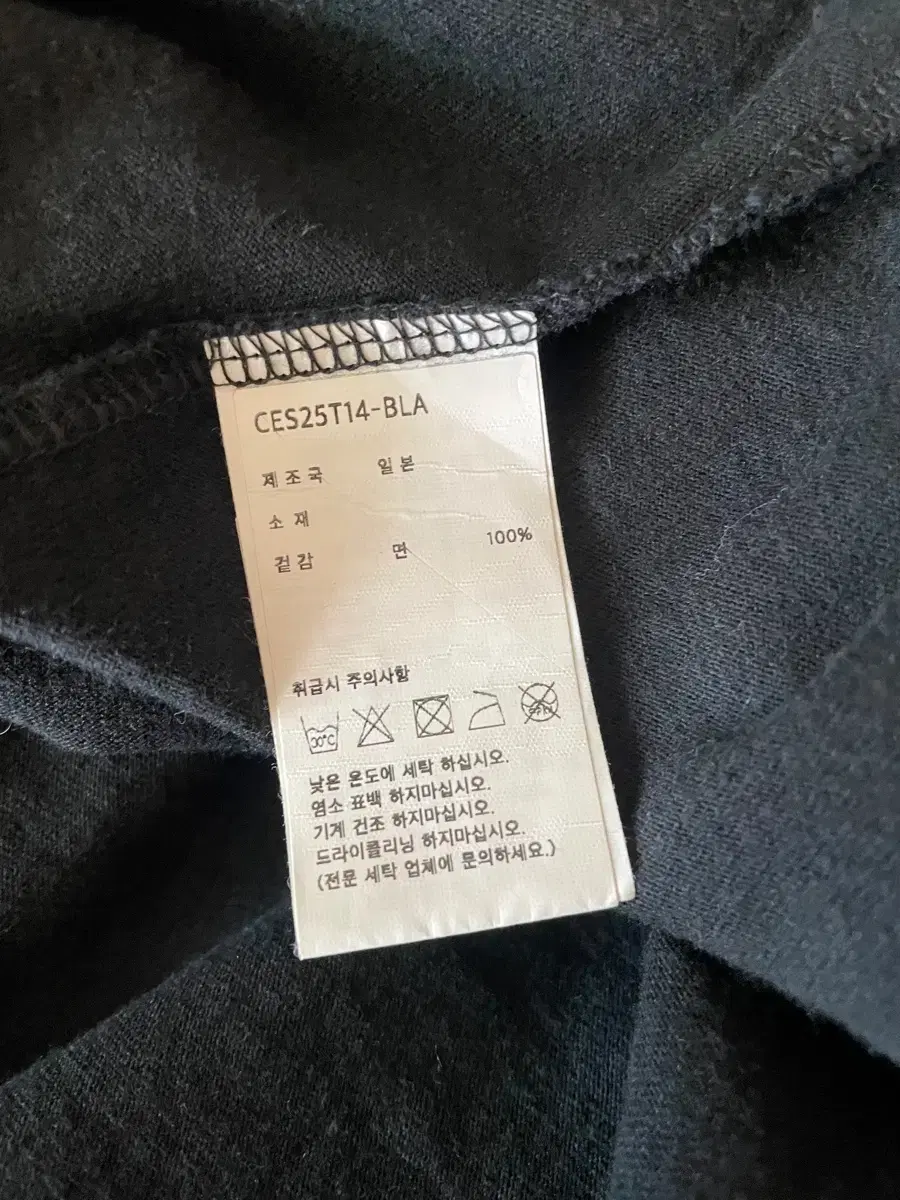 CES25T14-BLA
제조국 일본
소재
겉감 면 100%
취급시 주의사항
30℃
낮은 온도에 세탁 하십시오.
염소 표백 하지마십시오.
기계 건조 하지마십시오.
드라이클리닝 하지마십시오.
(전문 세탁 업체에 문의하세요.)